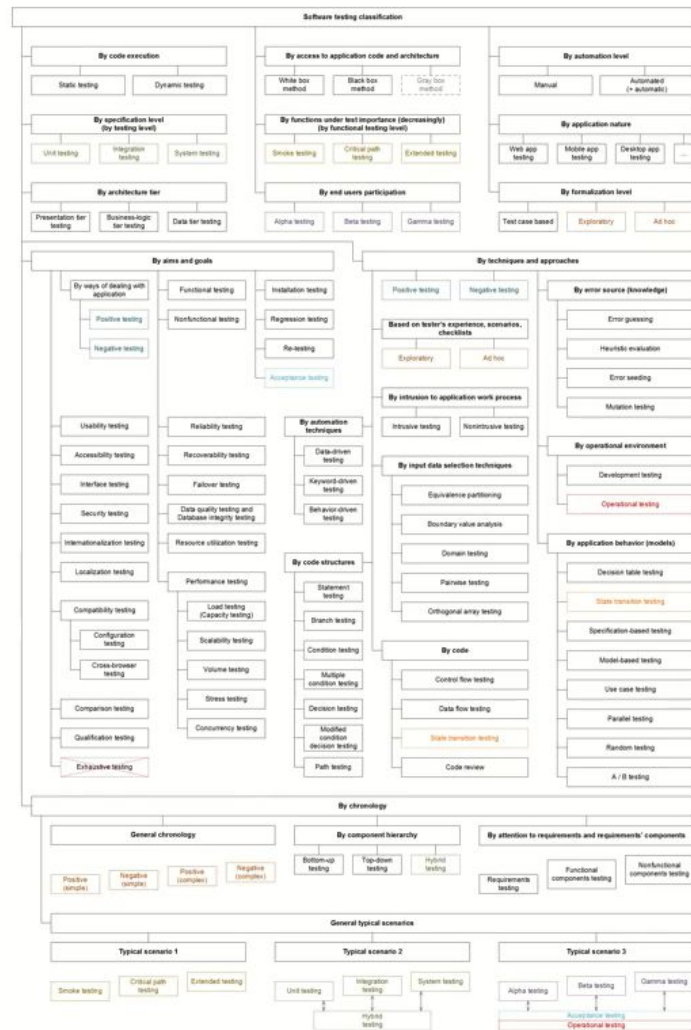 Software testing classification
By code execution
Static testing
Dynamic testing
By access to application code and architecture
White box
method
Black box
method
Gray box
method
By automation level
Manual
Automated
(+ automatic)
By specification level
(by testing level)
Unit testing
Integration
testing
System testing
By functions under test importance (decreasingly)
(by functional testing level)
Smoke testing
Critical path
testing
Extended testing
By application nature
Web app
testing
Mobile app
testing
Desktop app
testing
...
By architecture tier
Presentation tier
testing
Business-logic
tier testing
Data tier testing
By end users participation
Alpha testing
Beta testing
Gamma testing
By formalization level
Test case based
Exploratory
Ad hoc
By aims and goals
By ways of dealing with
application
Positive testing
Negative testing
Functional testing
Nonfunctional testing
Installation testing
Regression testing
Re-testing
Acceptance testing
Usability testing
Accessibility testing
Interface testing
Security testing
Internationalization testing
Localization testing
Compatibility testing
Configuration
testing
Cross-browser
testing
Comparison testing
Qualification testing
Exhaustive testing
Reliability testing
Recoverability testing
Failover testing
Data quality testing and
Database integrity testing
Resource utilization testing
Performance testing
Load testing
(Capacity testing)
Scalability testing
Volume testing
Stress testing
Concurrency testing
By techniques and approaches
Positive testing
Negative testing
Based on tester's experience, scenarios,
checklists
Exploratory
Ad hoc
By intrusion to application work process
Intrusive testing
Nonintrusive testing
By automation
techniques
Data-driven
testing
Keyword-driven
testing
Behavior-driven
testing
By input data selection techniques
Equivalence partitioning
Boundary value analysis
Domain testing
Pairwise testing
Orthogonal array testing
By code structures
Statement
testing
Branch testing
Condition testing
Multiple
condition testing
Decision testing
Modified
condition
decision testing
Path testing
By code
Control flow testing
Data flow testing
State transition testing
Code review
By error source (knowledge)
Error guessing
Heuristic evaluation
Error seeding
Mutation testing
By operational environment
Development testing
Operational testing
By application behavior (models)
Decision table testing
State transition testing
Specification-based testing
Model-based testing
Use case testing
Parallel testing
Random testing
A / B testing
By chronology
General chronology
Positive
(simple)
Negative
(simple)
Positive
(complex)
Negative
(complex)
By component hierarchy
Bottom-up
testing
Top-down
testing
Hybrid
testing
By attention to requirements and requirements' components
Requirements
testing
Functional
components testing
Nonfunctional
components testing
General typical scenarios
Typical scenario 1
Smoke testing
Critical path
testing
Extended testing
Typical scenario 2
Unit testing
Integration
testing
System testing
Hybrid
testing
Typical scenario 3
Alpha testing
Beta testing
Gamma testing
Acceptance testing
Operational testing